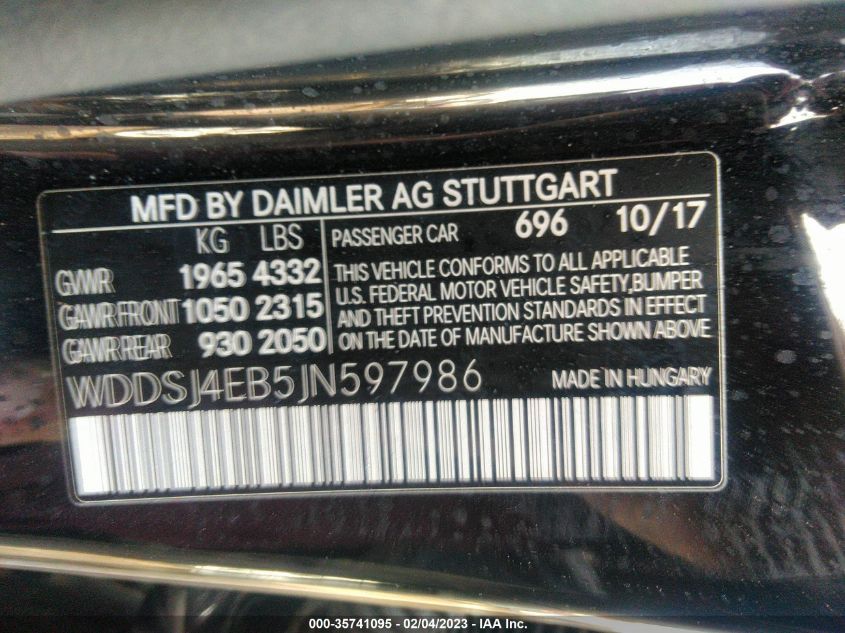 MFD BY DAIMLER AG STUTTGART
KG LBS
GVWR 1965 4332
GAWR FRONT 1050 2315
GAWR REAR 930 2050
PASSENGER CAR 696 10/17
THIS VEHICLE CONFORMS TO ALL APPLICABLE
U.S. FEDERAL MOTOR VEHICLE SAFETY,BUMPER
AND THEFT PREVENTION STANDARDS IN EFFECT
ON THE DATE OF MANUFACTURE SHOWN ABOVE
WDDSJ4EB5JN597986 MADE IN HUNGARY
000-35741095 - 02/04/2023 - IAA Inc.